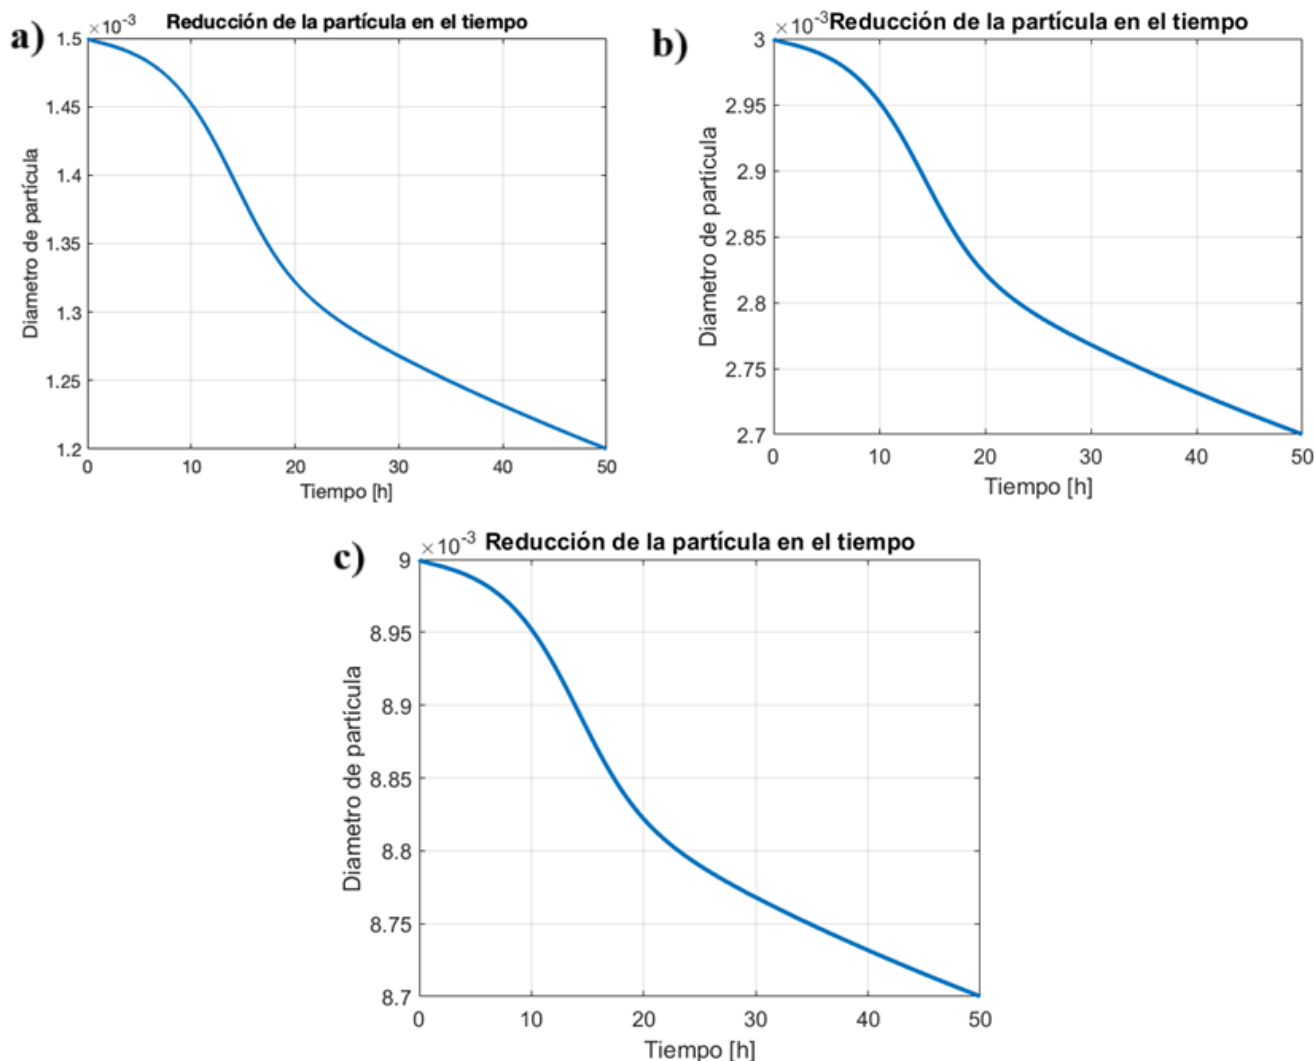 a)
×10⁻³
Reducción de la partícula en el tiempo
1.5
1.45
1.4
1.35
1.3
1.25
1.2
Diametro de partícula
0 10 20 30 40 50
Tiempo [h]
b)
×10⁻³
Reducción de la partícula en el tiempo
3
2.95
2.9
2.85
2.8
2.75
2.7
Diametro de partícula
0 10 20 30 40 50
Tiempo [h]
c)
×10⁻³
Reducción de la partícula en el tiempo
9
8.95
8.9
8.85
8.8
8.75
8.7
Diametro de partícula
0 10 20 30 40 50
Tiempo [h]